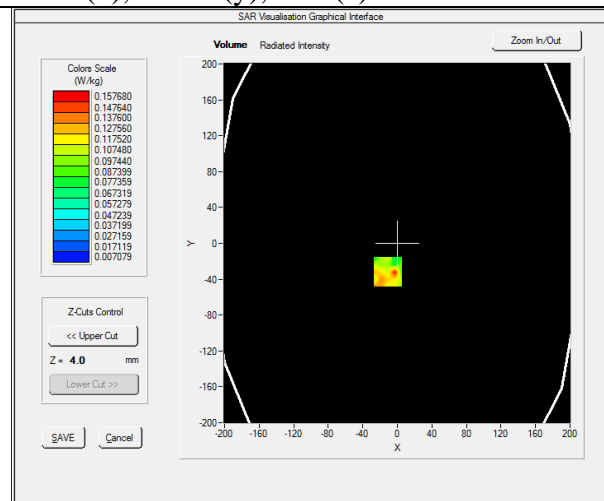 SAR Visualisation Graphical Interface
Volume Radiated Intensity
Zoom In/Out
Colors Scale
(W/kg)
0.157680
0.147640
0.137600
0.127560
0.117520
0.107480
0.097440
0.087399
0.077359
0.067319
0.057279
0.047239
0.037199
0.027159
0.017119
0.007079
Z-Cuts Control
<< Upper Cut
Z = 4.0 mm
Lower Cut >>
SAVE
Cancel
200
160
120
80
40
0
-40
-80
-120
-160
-200
Y
-200 -160 -120 -80 -40 0 40 80 120 160 200
X